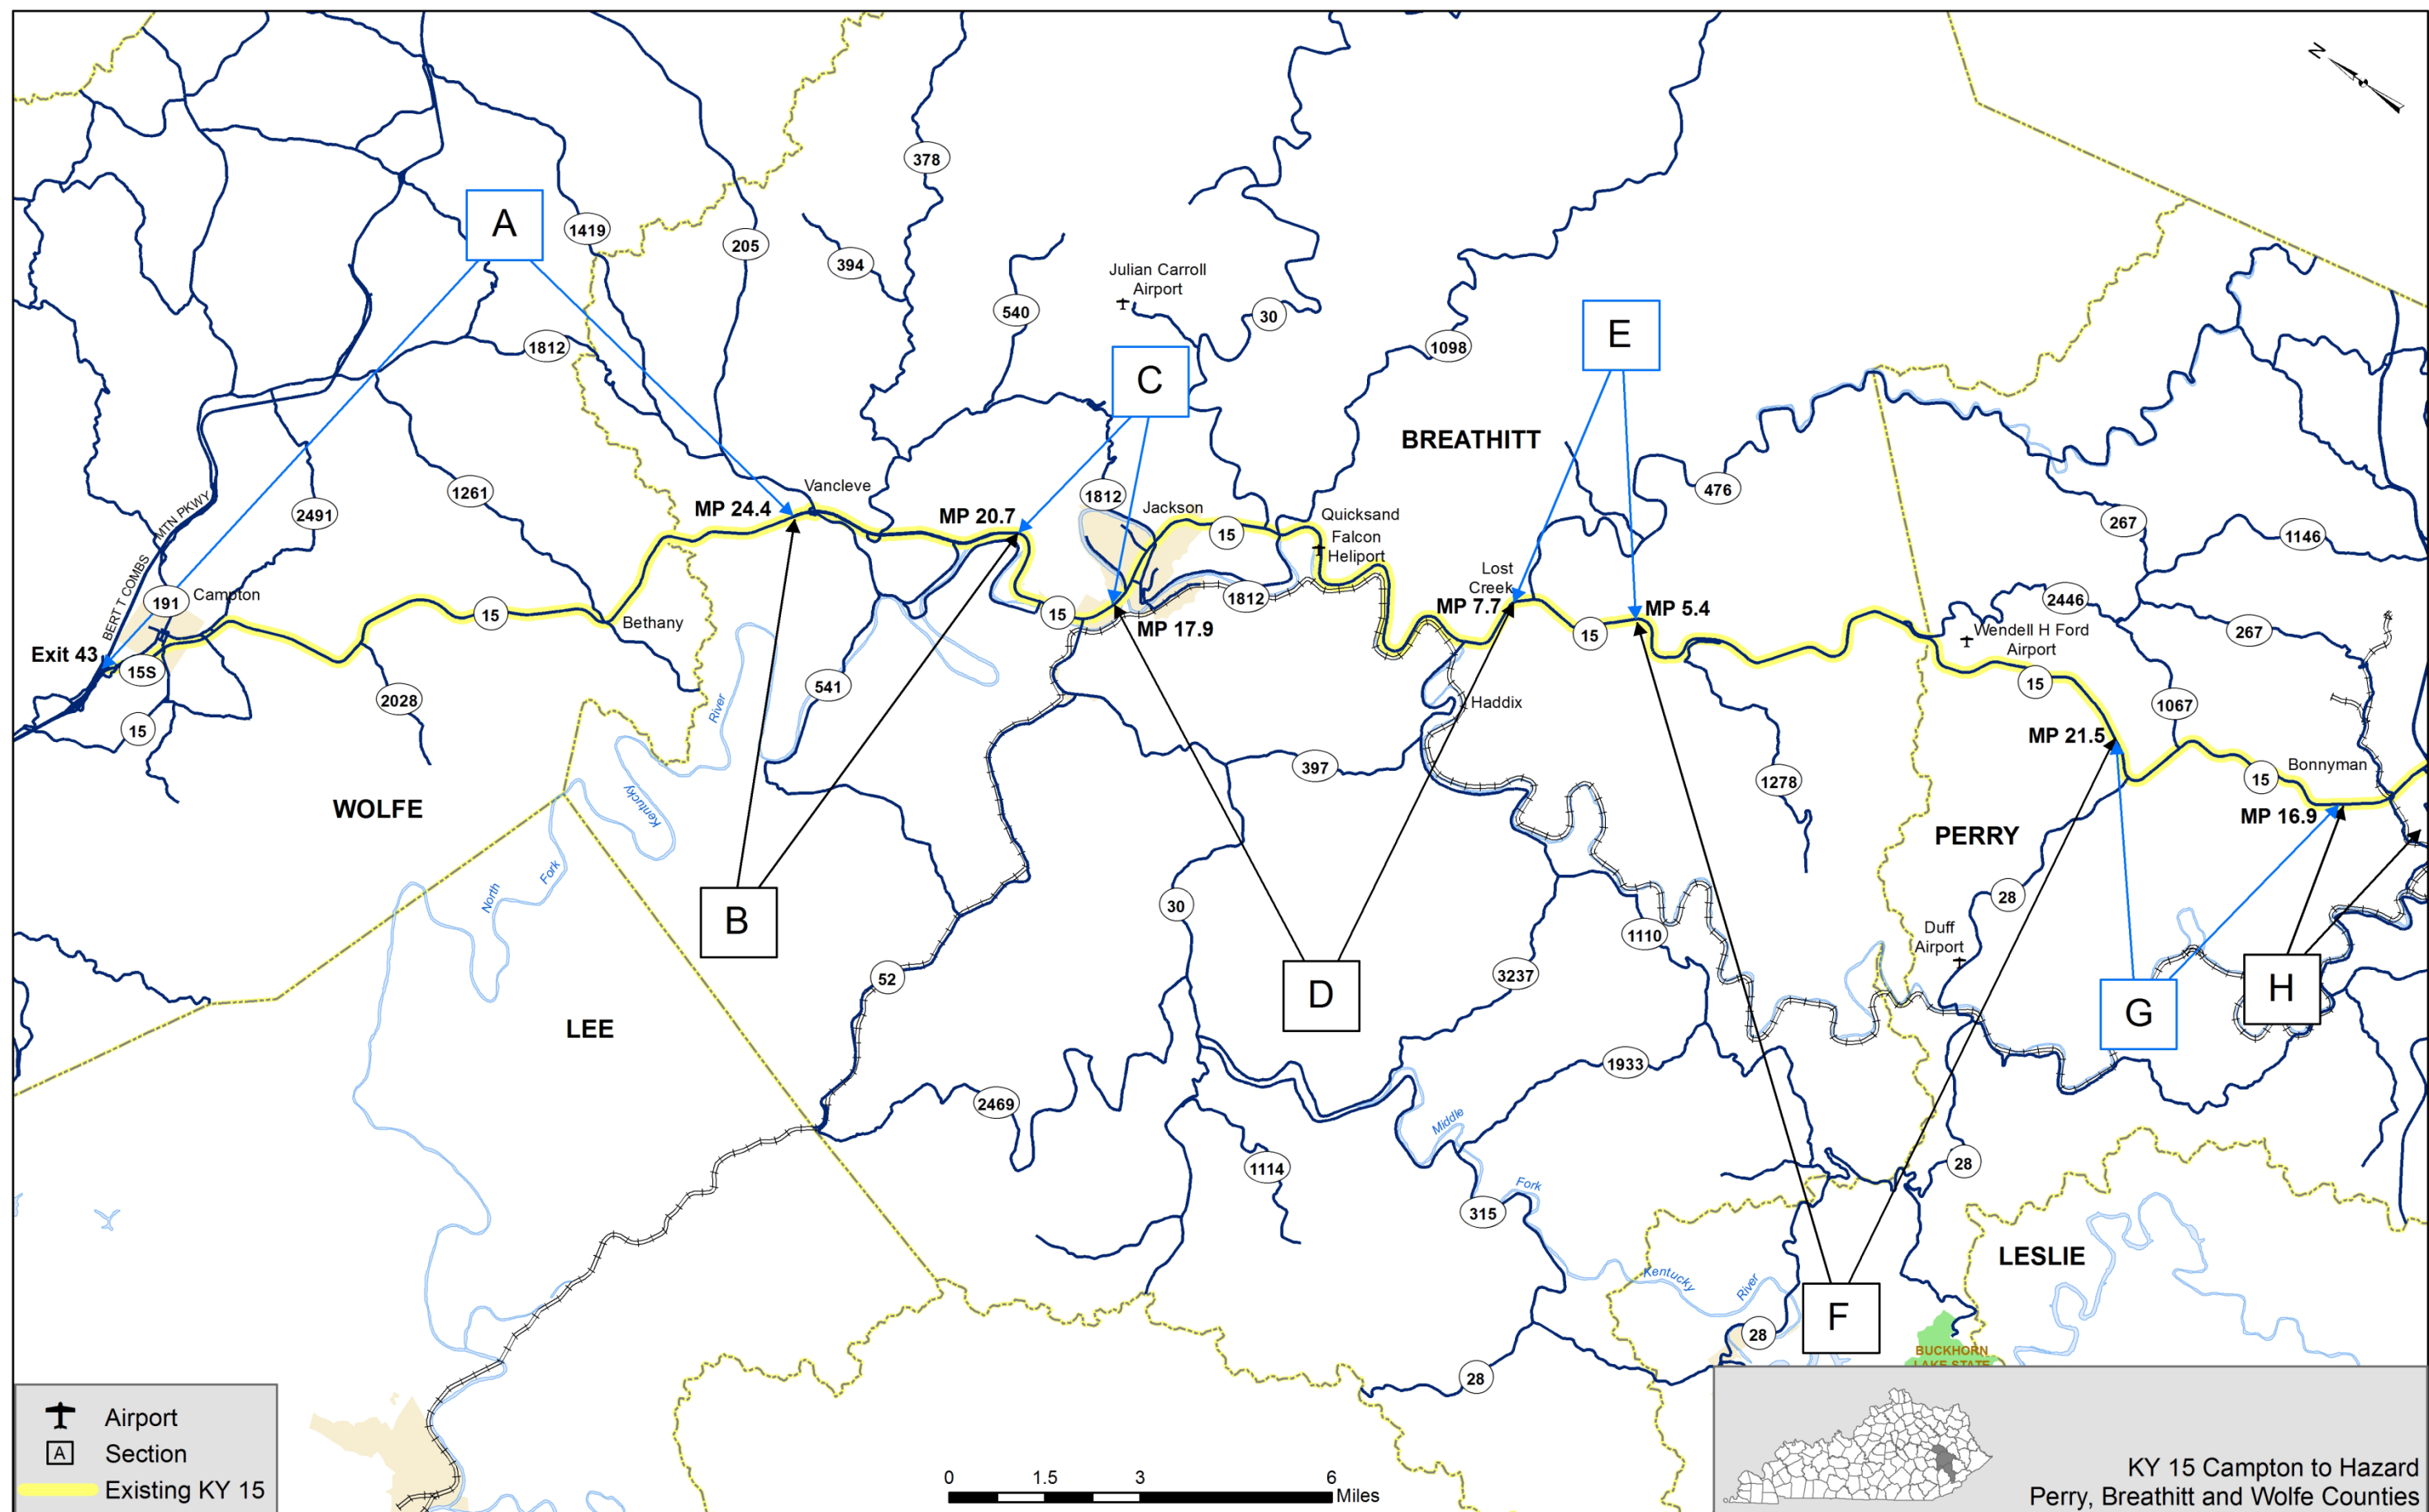 N
378
A
1419
205
394
Julian Carroll
Airport
540
30
1812
1098
E
C
BREATHITT
Vancleve
1261
476
MTN PKWY
2491
MP 24.4
MP 20.7
1812
Jackson
Quicksand
15
Falcon
Heliport
267
1146
BERT T COMBS
Lost
Creek
191
Campton
15
Bethany
15
1812
MP 7.7
MP 5.4
2446
MP 17.9
15
Wendell H Ford
Airport
267
Exit 43
15S
541
River
15
2028
Haddix
15
1067
MP 21.5
397
1278
Bonnyman
15
WOLFE
Kentucky
MP 16.9
PERRY
Fork
North
B
30
28
1110
Duff
Airport
52
D
3237
H
G
LEE
1933
2469
Middle
1114
28
Fork
315
LESLIE
Kentucky
River
F
28
BUCKHORN
LAKE STATE
28
Airport
A
Section
Existing KY 15
0
1.5
3
6
Miles
KY 15 Campton to Hazard
Perry, Breathitt and Wolfe Counties